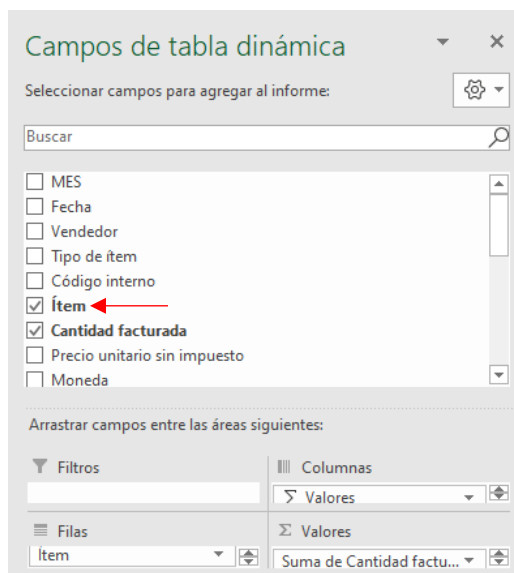 Campos de tabla dinámica
Seleccionar campos para agregar al informe:
Buscar
MES
Fecha
Vendedor
Tipo de ítem
Código interno
Ítem
Cantidad facturada
Precio unitario sin impuesto
Moneda
Arrastrar campos entre las áreas siguientes:
Filtros
Columnas
Σ Valores
Filas
Σ Valores
Ítem
Suma de Cantidad factu...